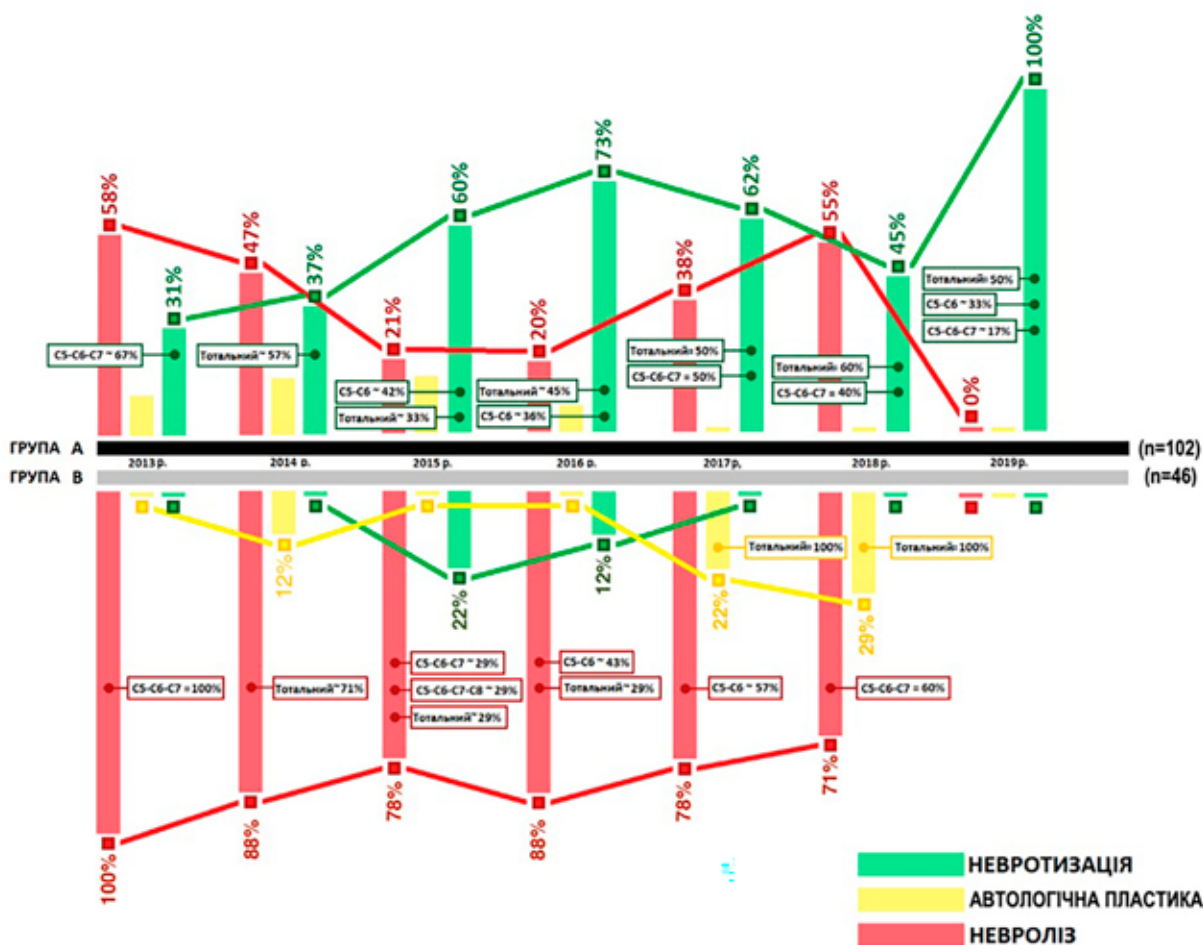 58%
31%
47%
37%
21%
60%
20%
73%
38%
62%
55%
45%
0%
100%
C5-C6-C7 ~ 67%
Тотальний ~ 57%
C5-C6 ~ 42%
Тотальний ~ 33%
Тотальний ~ 45%
C5-C6 ~ 36%
Тотальний= 50%
C5-C6-C7 = 50%
Тотальний= 60%
C5-C6-C7 = 40%
Тотальний= 50%
C5-C6 ~ 33%
C5-C6-C7 ~ 17%
ГРУПА А
(n=102)
2013 р.
2014 р.
2015 р.
2016 р.
2017р,
2018р.
2019р.
ГРУПА В
(n=46)
12%
22%
12%
22%
29%
Тотальний= 100%
Тотальний= 100%
C5-C6-C7 = 100%
Тотальний ~ 71%
C5-C6-C7 ~ 29%
C5-C6-C7-C8 ~ 29%
Тотальний ~ 29%
C5-C6 ~ 43%
Тотальний ~ 29%
C5-C6 ~ 57%
C5-C6-C7 = 60%
100%
88%
78%
88%
78%
71%
НЕВРОТИЗАЦІЯ
АВТОЛОГІЧНА ПЛАСТИКА
НЕВРОЛІЗ